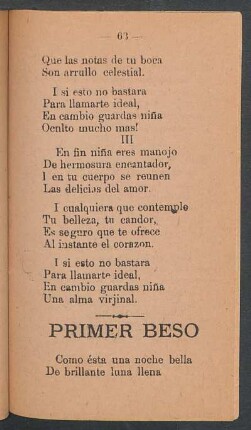 — 63 —
Que las notas de tu boca
Son arrullo celestial.
I si esto no bastara
Para llamarte ideal,
En cambio guardas niña
Ocnlto mucho mas!
III
En fin niña eres manojo
De hermosura encantador,
I en tu cuerpo se reunen
Las delicias del amor.
I cualquiera que contemple
Tu belleza, tu candor,
Es seguro que te ofrece
Al instante el corazon.
I si esto no bastara
Para llamarte ideal,
En cambio guardas niña
Una alma virjinal.
PRIMER BESO
Como ésta una noche bella
De brillante luna llena